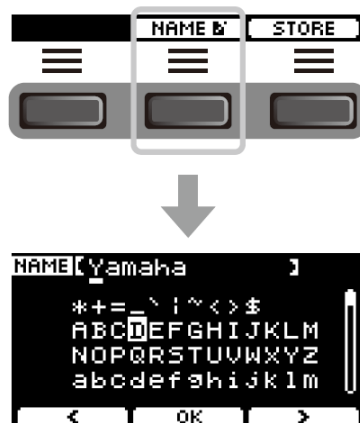 NAME STORE
NAME [Yamaha ]
*+=_`¦~<>$
ABCDEFGHIJKLM
NOPQRSTUVWXYZ
abcdefghijklm
< OK >